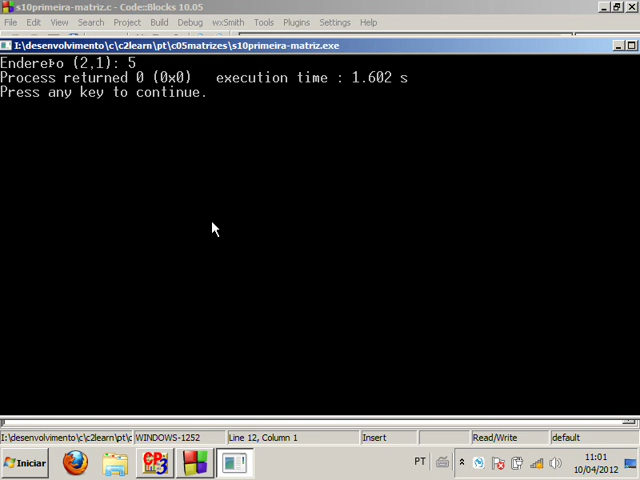 s10primeira-matriz.c - Code::Blocks 10.05
File Edit View Search Project Build Debug wxSmith Tools Plugins Settings Help
I:\desenvolvimento\c\c2learn\pt\c05matrizes\s10primeira-matriz.exe
EndereÞo (2,1): 5
Process returned 0 (0x0) execution time : 1.602 s
Press any key to continue.
I:\desenvolvimento\c\c2learn\pt\c WINDOWS-1252 Line 12, Column 1 Insert Read/Write default
Iniciar PT 11:01
10/04/2012